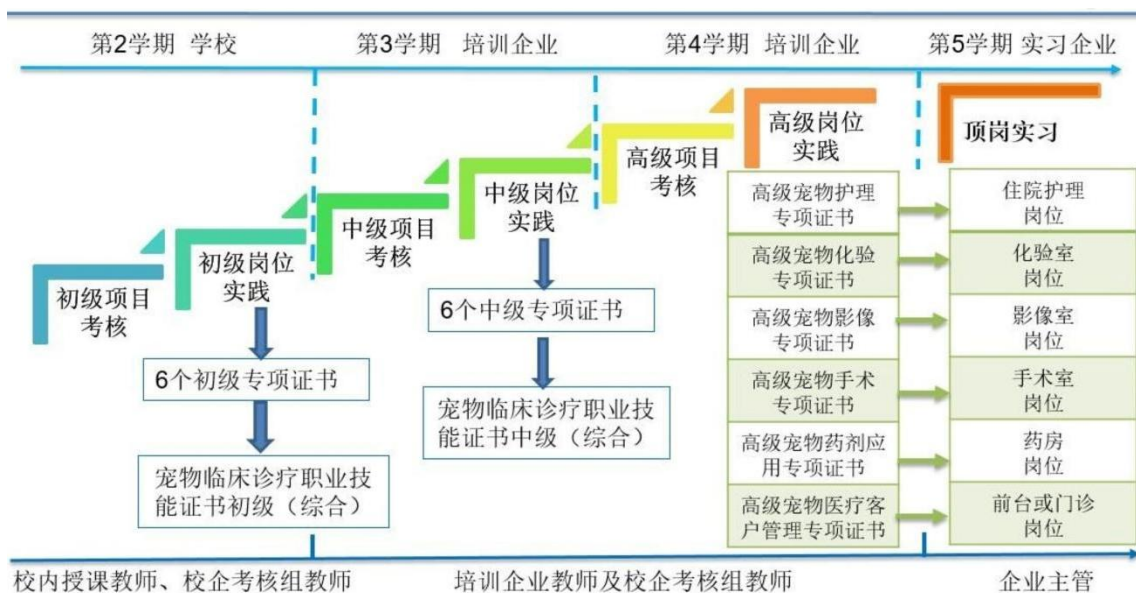 第2学期 学校
第3学期 培训企业
第4学期 培训企业
第5学期 实习企业
初级项目
考核
初级岗位
实践
中级项目
考核
中级岗位
实践
高级项目
考核
高级岗位
实践
顶岗实习
6个初级专项证书
宠物临床诊疗职业技
能证书初级（综合）
6个中级专项证书
宠物临床诊疗职业技
能证书中级（综合）
高级宠物护理
专项证书
住院护理
岗位
高级宠物化验
专项证书
化验室
岗位
高级宠物影像
专项证书
影像室
岗位
高级宠物手术
专项证书
手术室
岗位
高级宠物药剂应
用专项证书
药房
岗位
高级宠物医疗客
户管理专项证书
前台或门诊
岗位
校内授课教师、校企考核组教师
培训企业教师及校企考核组教师
企业主管